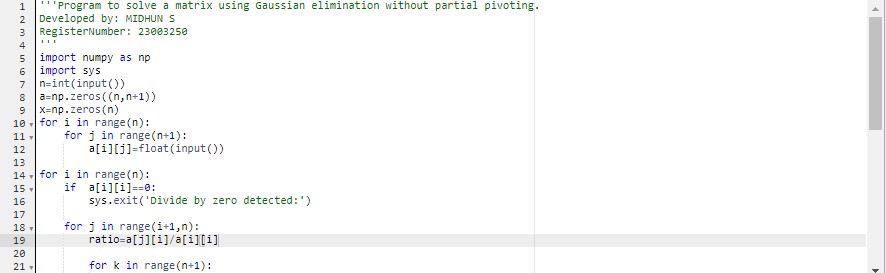 1 '''Program to solve a matrix using Gaussian elimination without partial pivoting.
2 Developed by: MIDHUN S
3 RegisterNumber: 23003250
4 '''
5 import numpy as np
6 import sys
7 n=int(input())
8 a=np.zeros((n,n+1))
9 x=np.zeros(n)
10 for i in range(n):
11     for j in range(n+1):
12         a[i][j]=float(input())
13
14 for i in range(n):
15     if  a[i][i]==0:
16         sys.exit('Divide by zero detected:')
17
18     for j in range(i+1,n):
19         ratio=a[j][i]/a[i][i]
20
21         for k in range(n+1):